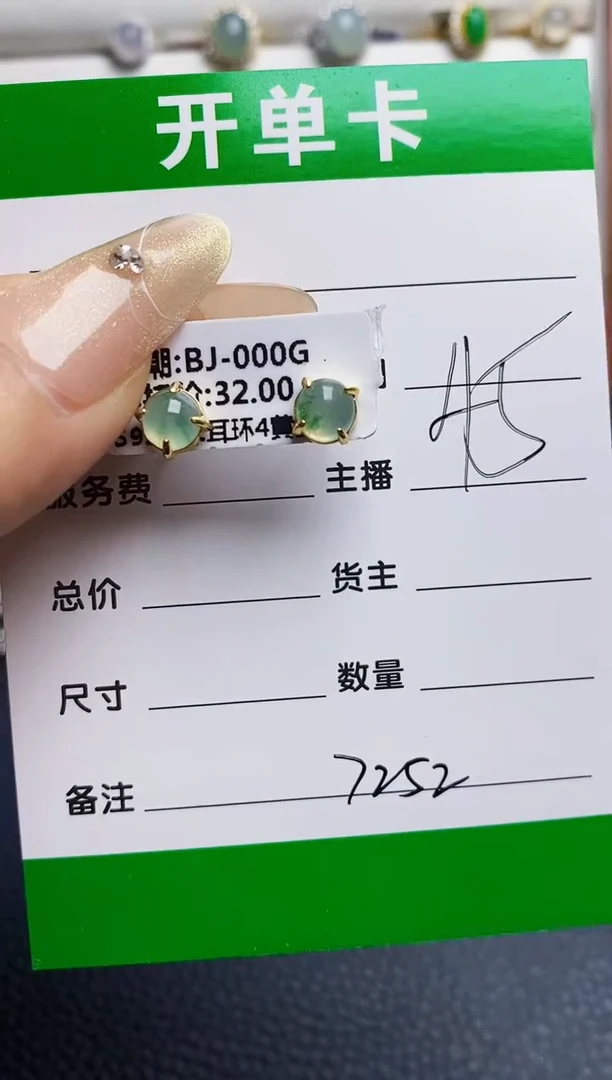 开单卡
期:BJ-000G
价:32.00
耳环4黄
服务费 主播
总价 货主
尺寸 数量
备注 7252